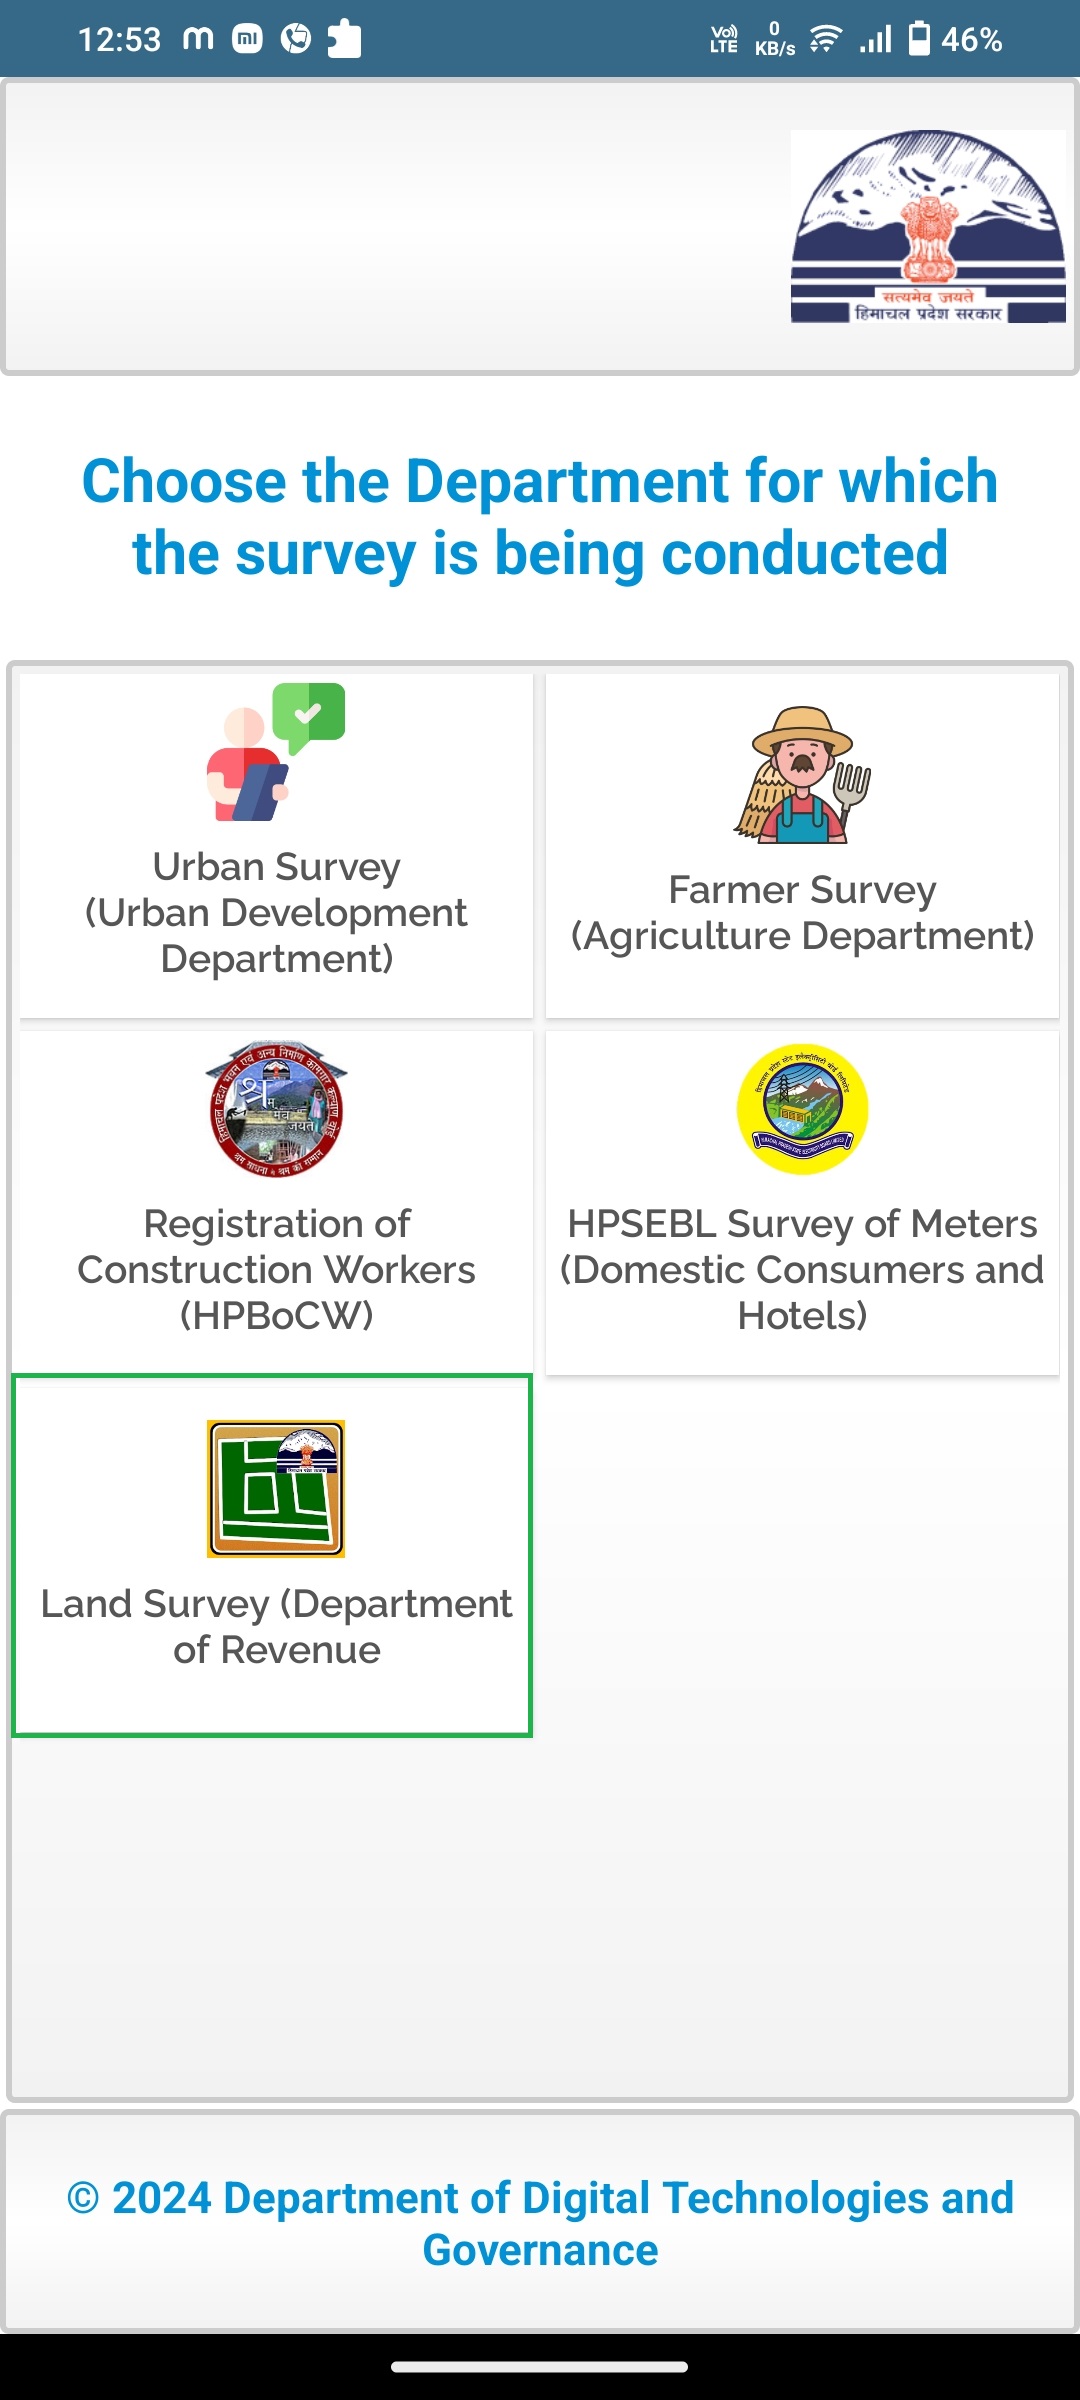 12:53
Vo)) LTE
0 KB/s
46%
सत्यमेव जयते
हिमाचल प्रदेश सरकार
Choose the Department for which
the survey is being conducted
Urban Survey
(Urban Development
Department)
Farmer Survey
(Agriculture Department)
Registration of
Construction Workers
(HPBoCW)
HPSEBL Survey of Meters
(Domestic Consumers and
Hotels)
Land Survey (Department
of Revenue
© 2024 Department of Digital Technologies and
Governance